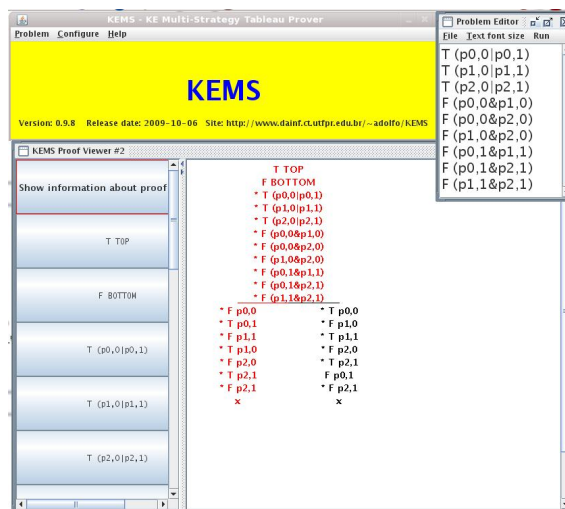 KEMS - KE Multi-Strategy Tableau Prover
Problem Configure Help
KEMS
Version: 0.9.8 Release date: 2009-10-06 Site: http://www.dainf.ct.utfpr.edu.br/~adolfo/KEMS
Problem Editor
File Text font size Run
T (p0,0|p0,1)
T (p1,0|p1,1)
T (p2,0|p2,1)
F (p0,0&p1,0)
F (p0,0&p2,0)
F (p1,0&p2,0)
F (p0,1&p1,1)
F (p0,1&p2,1)
F (p1,1&p2,1)
KEMS Proof Viewer #2
Show information about proof
T TOP
F BOTTOM
T (p0,0|p0,1)
T (p1,0|p1,1)
T (p2,0|p2,1)
T TOP
F BOTTOM
* T (p0,0|p0,1)
* T (p1,0|p1,1)
* T (p2,0|p2,1)
* F (p0,0&p1,0)
* F (p0,0&p2,0)
* F (p1,0&p2,0)
* F (p0,1&p1,1)
* F (p0,1&p2,1)
* F (p1,1&p2,1)
* F p0,0
* T p0,1
* F p1,1
* T p1,0
* F p2,0
* T p2,1
* F p2,1
x
* T p0,0
* F p1,0
* T p1,1
* F p2,0
* T p2,1
F p0,1
* F p2,1
x